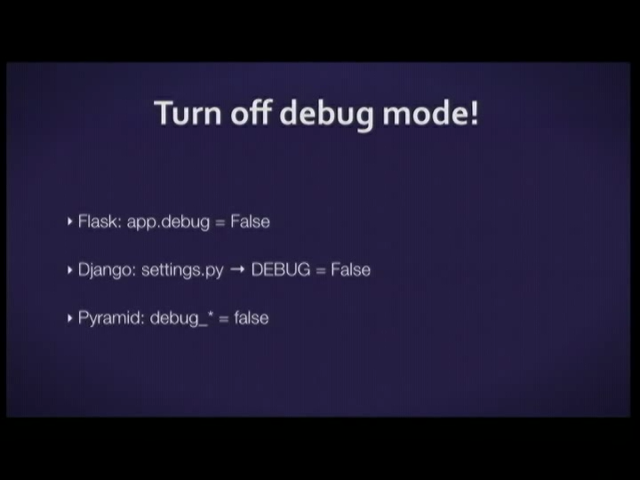 Turn off debug mode!
‣ Flask: app.debug = False
‣ Django: settings.py → DEBUG = False
‣ Pyramid: debug_* = false